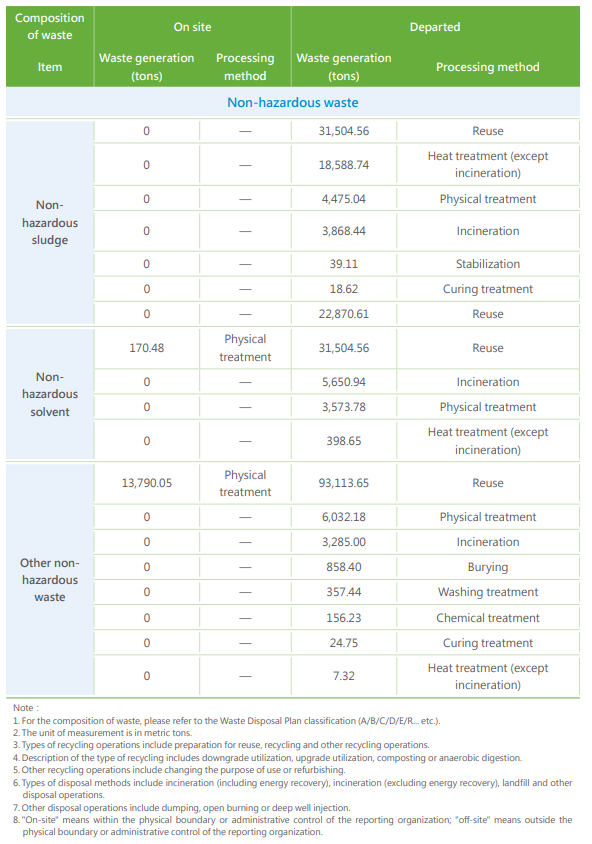 Composition of waste On site Departed
Item Waste generation (tons) Processing method Waste generation (tons) Processing method
Non-hazardous waste
Non-hazardous sludge 0 — 31,504.56 Reuse
0 — 18,588.74 Heat treatment (except incineration)
0 — 4,475.04 Physical treatment
0 — 3,868.44 Incineration
0 — 39.11 Stabilization
0 — 18.62 Curing treatment
0 — 22,870.61 Reuse
Non-hazardous solvent 170.48 Physical treatment 31,504.56 Reuse
0 — 5,650.94 Incineration
0 — 3,573.78 Physical treatment
0 — 398.65 Heat treatment (except incineration)
Other non-hazardous waste 13,790.05 Physical treatment 93,113.65 Reuse
0 — 6,032.18 Physical treatment
0 — 3,285.00 Incineration
0 — 858.40 Burying
0 — 357.44 Washing treatment
0 — 156.23 Chemical treatment
0 — 24.75 Curing treatment
0 — 7.32 Heat treatment (except incineration)
Note :
1. For the composition of waste, please refer to the Waste Disposal Plan classification (A/B/C/D/E/R... etc.).
2. The unit of measurement is in metric tons.
3. Types of recycling operations include preparation for reuse, recycling and other recycling operations.
4. Description of the type of recycling includes downgrade utilization, upgrade utilization, composting or anaerobic digestion.
5. Other recycling operations include changing the purpose of use or refurbishing.
6. Types of disposal methods include incineration (including energy recovery), incineration (excluding energy recovery), landfill and other
disposal operations.
7. Other disposal operations include dumping, open burning or deep well injection.
8. "On-site" means within the physical boundary or administrative control of the reporting organization; "off-site" means outside the
physical boundary or administrative control of the reporting organization.